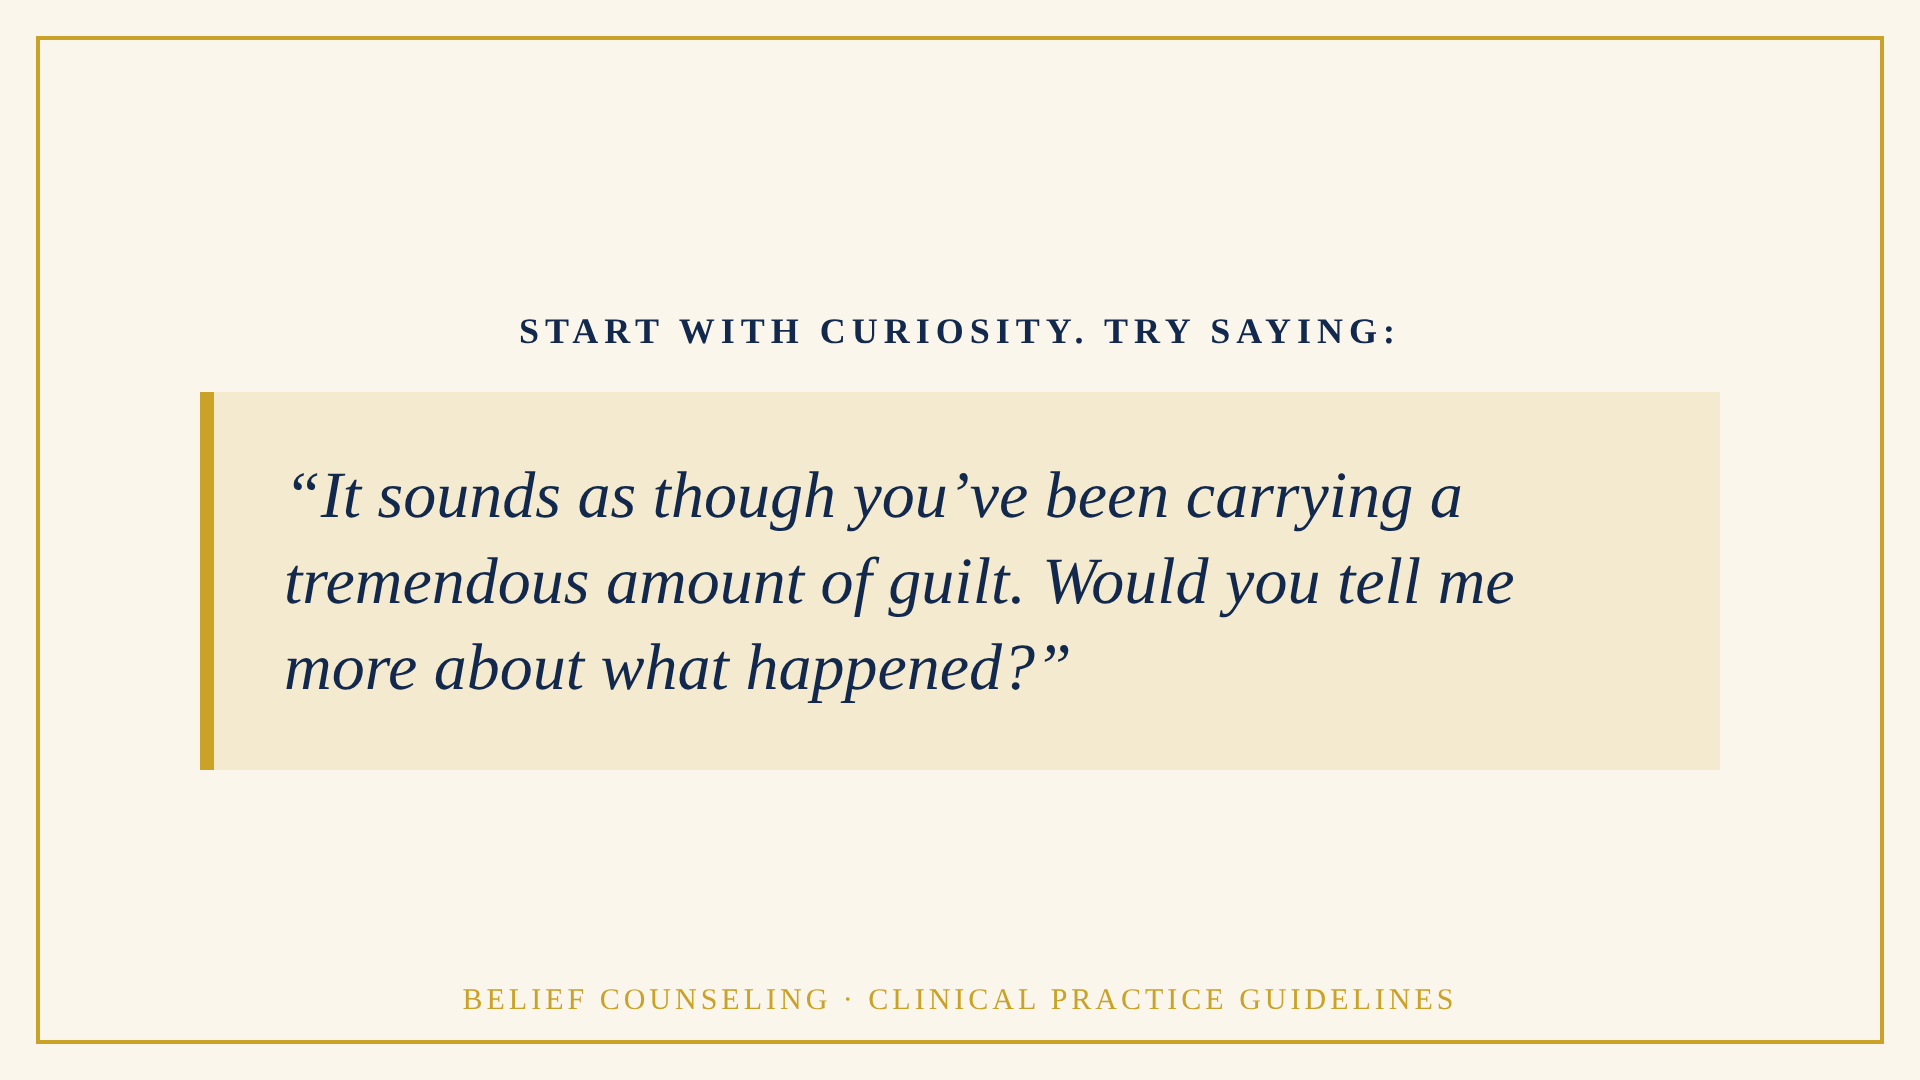 START WITH CURIOSITY. TRY SAYING:
“It sounds as though you’ve been carrying a
tremendous amount of guilt. Would you tell me
more about what happened?”
BELIEF COUNSELING · CLINICAL PRACTICE GUIDELINES